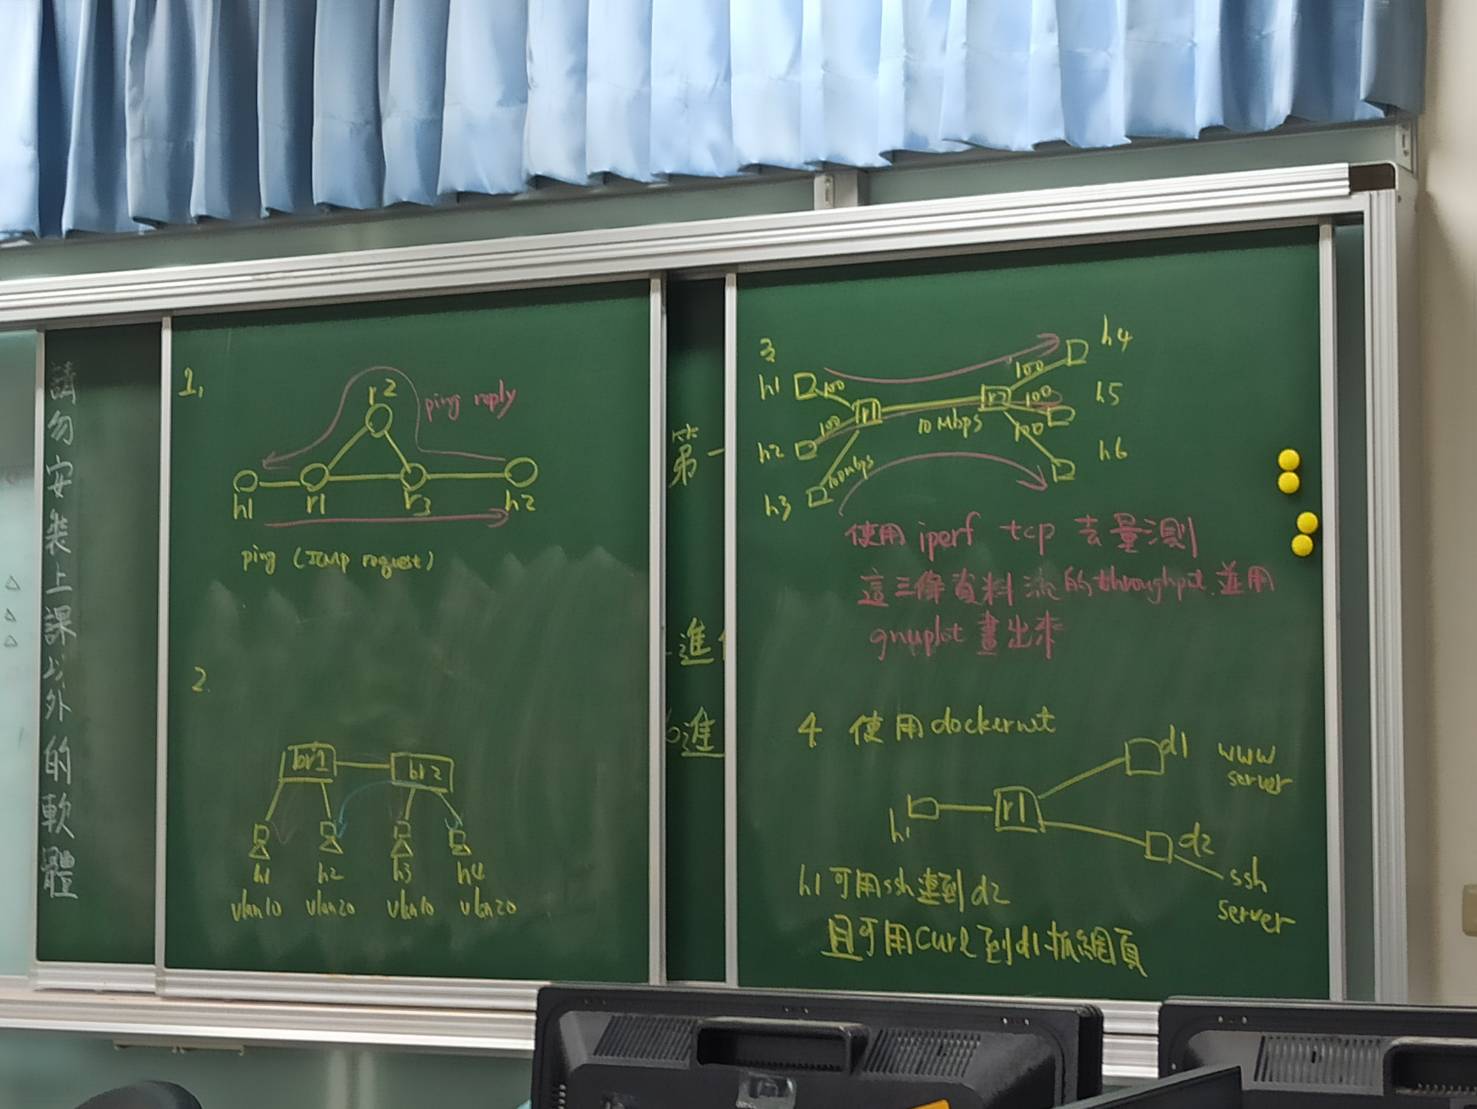 請勿安裝上課以外的軟體
1,
r2
ping reply
h1
r1
r3
h2
ping (ICMP request)
2.
br1
br2
h1
h2
h3
h4
vlan10
vlan20
vlan10
vlan20
第一
進
進
3,
h1
100
100
h4
r1
r2
100
h5
h2
100
10 Mbps
100
h6
h3
100Mbps
使用 iperf tcp 去量測
這三條資料流的throughput 並用
gnuplot 畫出來
4. 使用 dockernet
d1
www
server
h1
r1
d2
ssh
server
h1可用ssh連到d2
且可用curl到d1抓網頁